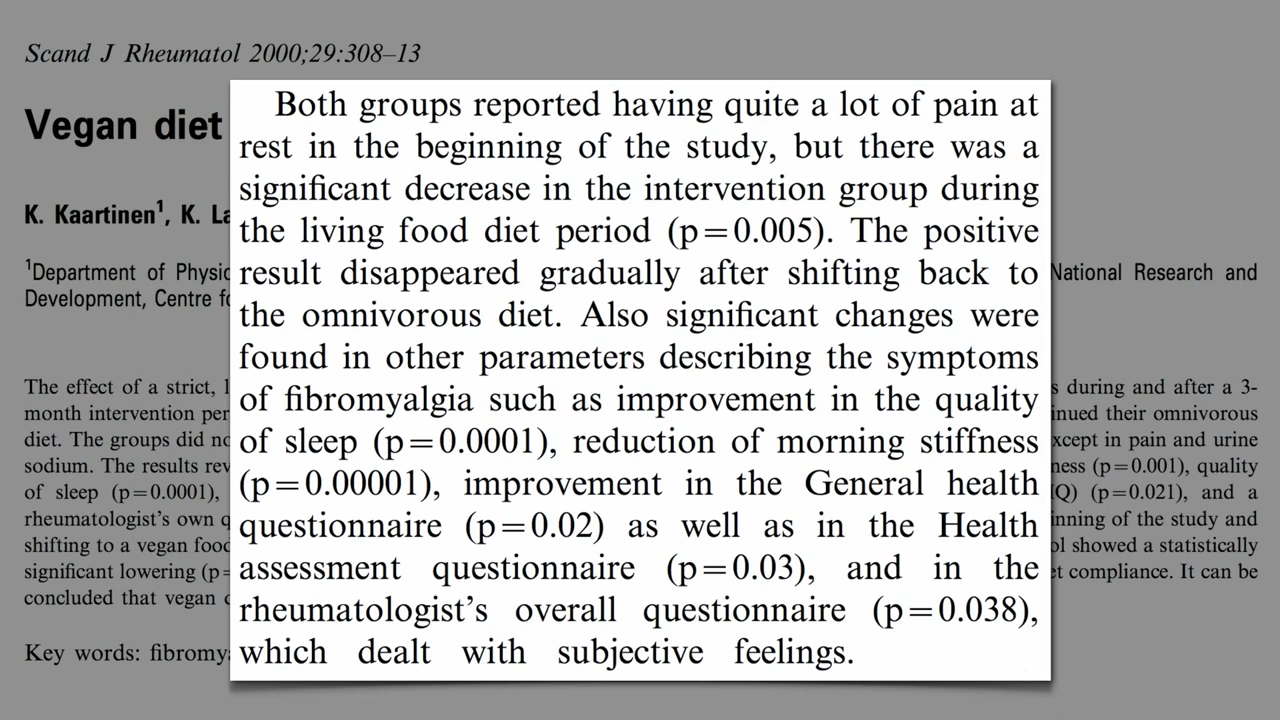 Scand J Rheumatol 2000;29:308–13
Vegan diet
K. Kaartinen¹, K. La
¹Department of Physic
National Research and
Development, Centre fo
The effect of a strict, l
s during and after a 3-
month intervention per
inued their omnivorous
diet. The groups did no
xcept in pain and urine
sodium. The results rev
ness (p=0.001), quality
of sleep (p=0.0001),
Q) (p=0.021), and a
rheumatologist's own q
inning of the study and
shifting to a vegan food
ol showed a statistically
significant lowering (p=
et compliance. It can be
concluded that vegan d
Key words: fibromy
Both groups reported having quite a lot of pain at
rest in the beginning of the study, but there was a
significant decrease in the intervention group during
the living food diet period (p=0.005). The positive
result disappeared gradually after shifting back to
the omnivorous diet. Also significant changes were
found in other parameters describing the symptoms
of fibromyalgia such as improvement in the quality
of sleep (p=0.0001), reduction of morning stiffness
(p=0.00001), improvement in the General health
questionnaire (p=0.02) as well as in the Health
assessment questionnaire (p=0.03), and in the
rheumatologist's overall questionnaire (p=0.038),
which dealt with subjective feelings.